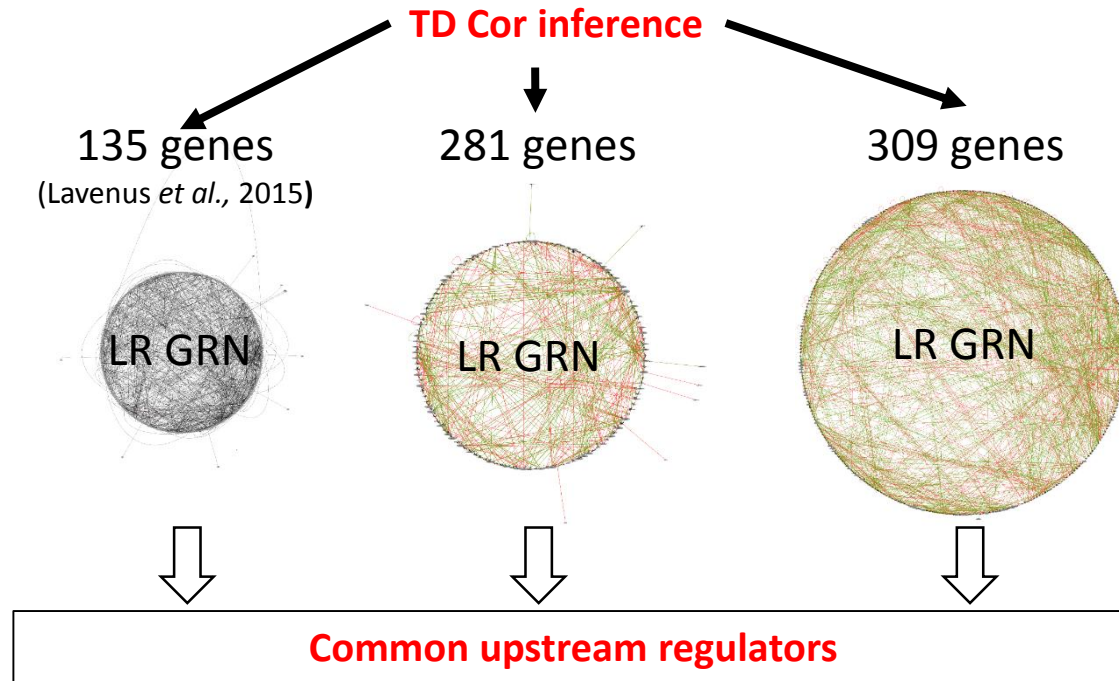 TD Cor inference
135 genes
(Lavenus et al., 2015)
281 genes
309 genes
LR GRN
LR GRN
LR GRN
Common upstream regulators